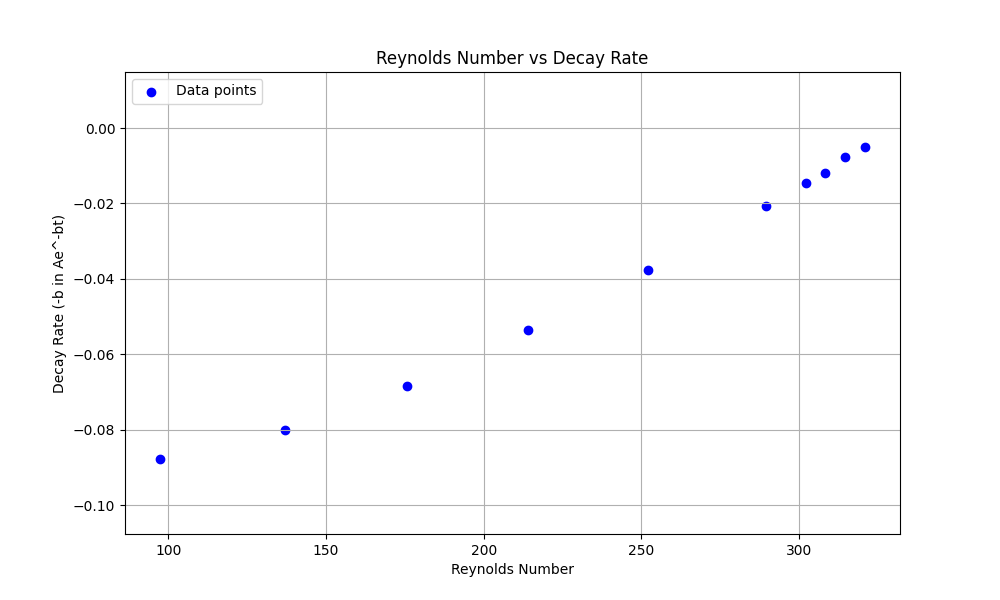 Reynolds Number vs Decay Rate
Data points
0.00
−0.02
−0.04
−0.06
−0.08
−0.10
Decay Rate (-b in Ae^-bt)
100
150
200
250
300
Reynolds Number